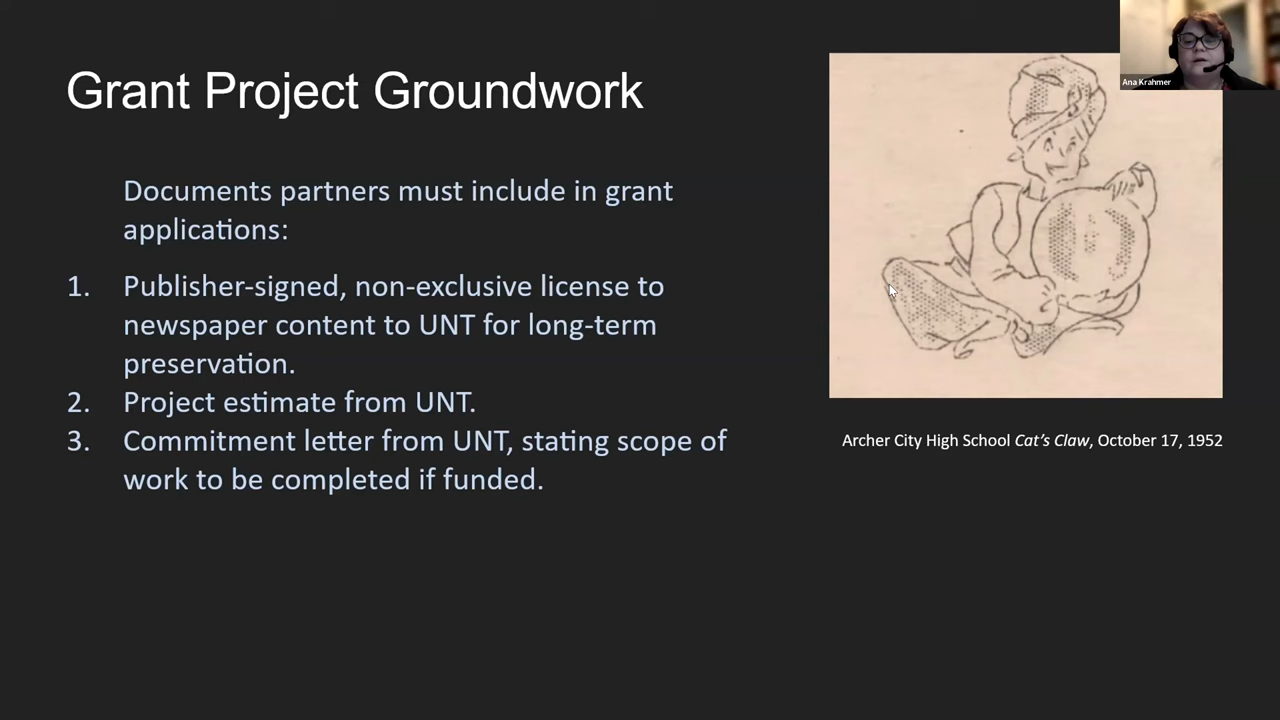 Grant Project Groundwork
Documents partners must include in grant
applications:
1. Publisher-signed, non-exclusive license to
newspaper content to UNT for long-term
preservation.
2. Project estimate from UNT.
3. Commitment letter from UNT, stating scope of
work to be completed if funded.
Ana Krahmer
Archer City High School Cat's Claw, October 17, 1952